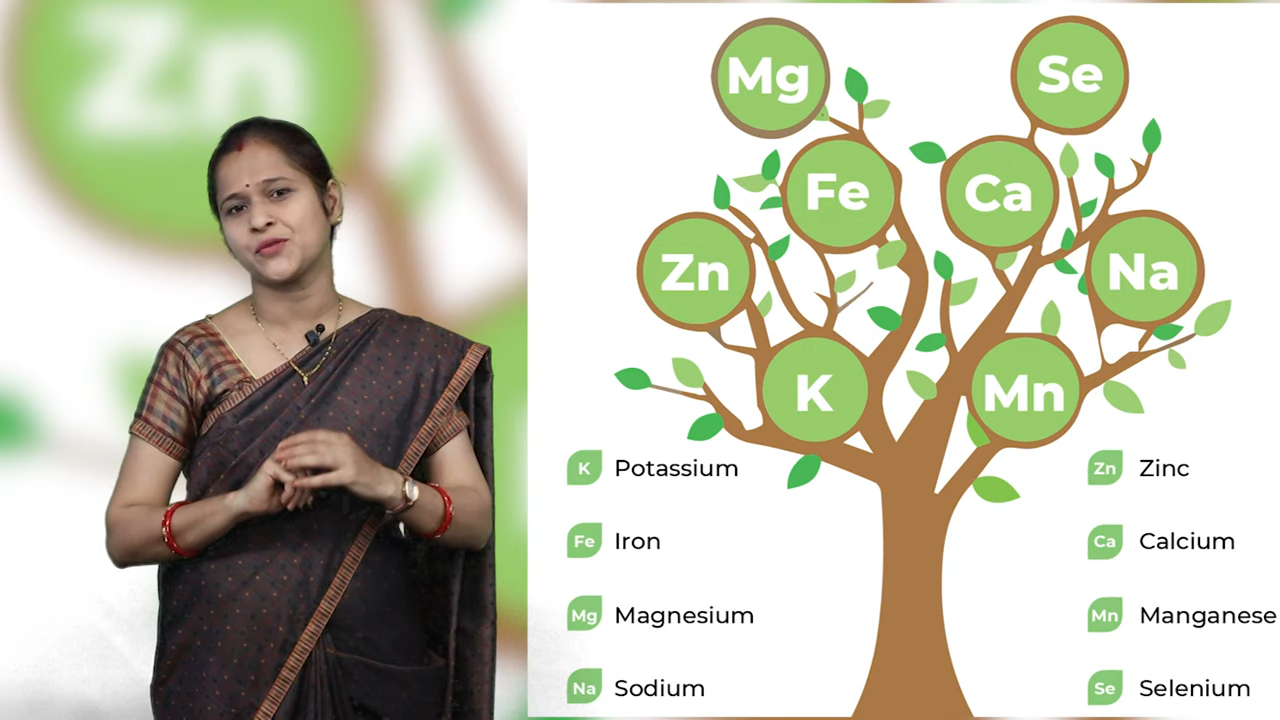 Zn
Mg
Se
Fe
Ca
Zn
Na
K
Mn
K Potassium
Zn Zinc
Fe Iron
Ca Calcium
Mg Magnesium
Mn Manganese
Na Sodium
Se Selenium